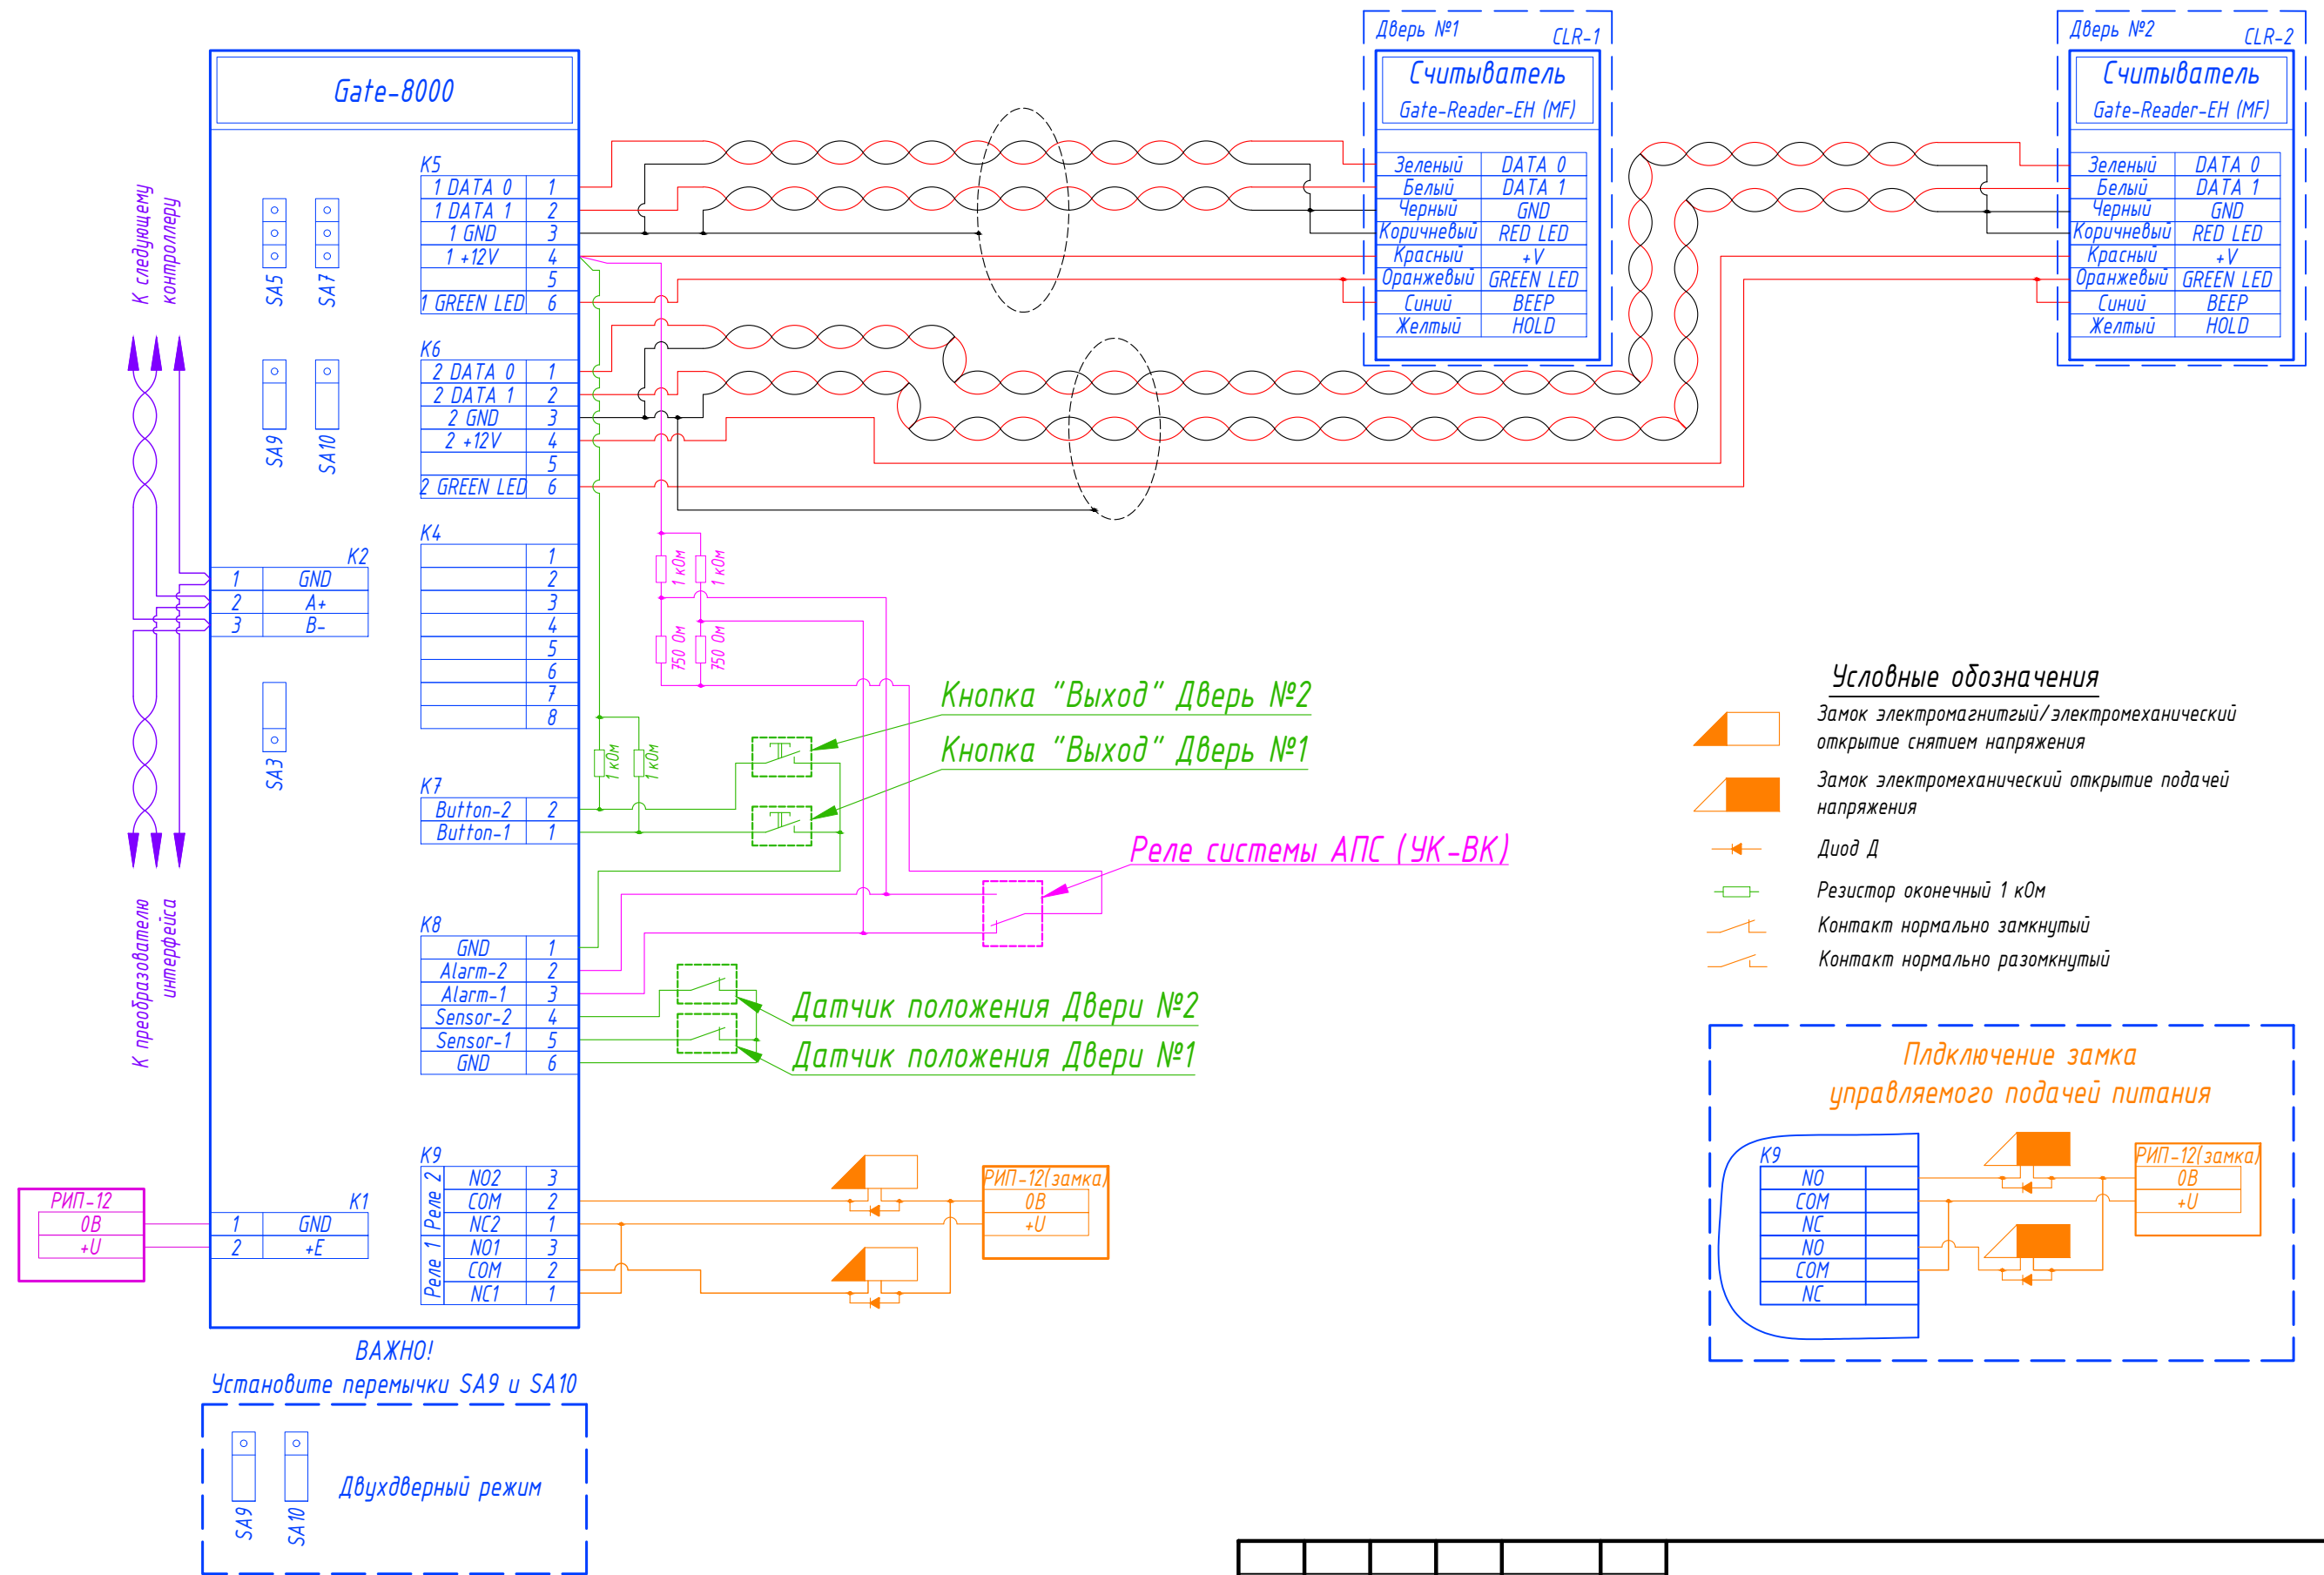 Gate-8000
К следующему
контроллеру
SA5
SA7
SA9
SA10
К5
1 DATA 0 1
1 DATA 1 2
1 GND 3
1 +12V 4
5
1 GREEN LED 6
К6
2 DATA 0 1
2 DATA 1 2
2 GND 3
2 +12V 4
5
2 GREEN LED 6
К4
1
2
3
4
5
6
7
8
К2
1 GND
2 A+
3 B-
SA3
К7
Button-2 2
Button-1 1
К8
GND 1
Alarm-2 2
Alarm-1 3
Sensor-2 4
Sensor-1 5
GND 6
К9
Реле 2
NO2 3
COM 2
NC2 1
Реле 1
NO1 3
COM 2
NC1 1
К преобразователю
интерфейса
РИП-12
0В
+U
К1
1 GND
2 +E
ВАЖНО!
Установите перемычки SA9 и SA10
SA9
SA10
Двухдверный режим
1 кОм
1 кОм
750 Ом
750 Ом
1 кОм
1 кОм
Кнопка "Выход" Дверь №2
Кнопка "Выход" Дверь №1
Реле системы АПС (УК-ВК)
Датчик положения Двери №2
Датчик положения Двери №1
РИП-12(замка)
0В
+U
Дверь №1
CLR-1
Считыватель
Gate-Reader-EH (MF)
Зеленый DATA 0
Белый DATA 1
Черный GND
Коричневый RED LED
Красный +V
Оранжевый GREEN LED
Синий BEEP
Желтый HOLD
Дверь №2
CLR-2
Считыватель
Gate-Reader-EH (MF)
Зеленый DATA 0
Белый DATA 1
Черный GND
Коричневый RED LED
Красный +V
Оранжевый GREEN LED
Синий BEEP
Желтый HOLD
Условные обозначения
Замок электромагнитгый/электромеханический
открытие снятием напряжения
Замок электромеханический открытие подачей
напряжения
Диод Д
Резистор оконечный 1 кОм
Контакт нормально замкнутый
Контакт нормально разомкнутый
Плдключение замка
управляемого подачей питания
К9
NO
COM
NC
NO
COM
NC
РИП-12(замка)
0В
+U